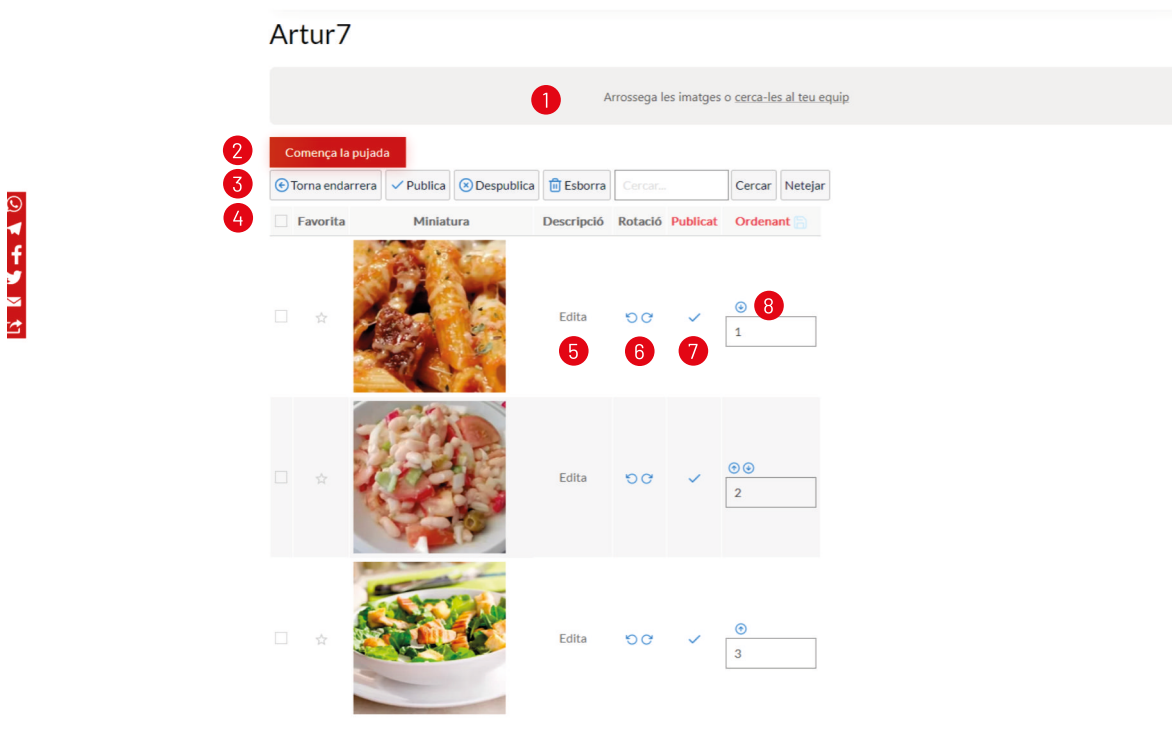 Artur7
1 Arrossega les imatges o cerca-les al teu equip
2 Comença la pujada
3 Torna endarrera Publica Despublica Esborra Cercar... Cercar Netejar
4 Favorita Miniatura Descripció Rotació Publicat Ordenant
8
Edita 1
5 6 7
Edita 2
Edita 3